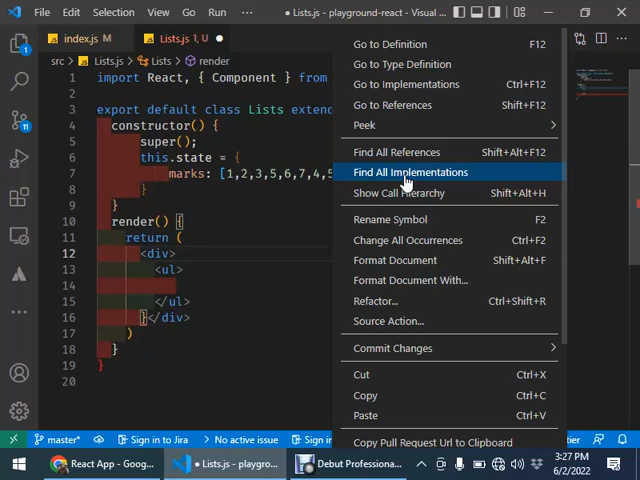 File Edit Selection View Go Run ··· ● Lists.js - playground-react - Visual ...
index.js M Lists.js 1, U ●
src > Lists.js > Lists > render
1 import React, { Component } from
2
3 export default class Lists extend
4 constructor() {
5 super();
6 this.state = {
7 marks: [1,2,3,5,6,7,4,5
8 }
9 }
10 render() {
11 return (
12 <div>
13 <ul>
14
15 </ul>
16 }</div>
17 )
18 }
19 }
20
11
Go to Definition F12
Go to Type Definition
Go to Implementations Ctrl+F12
Go to References Shift+F12
Peek >
Find All References Shift+Alt+F12
Find All Implementations
Show Call Hierarchy Shift+Alt+H
Rename Symbol F2
Change All Occurrences Ctrl+F2
Format Document Shift+Alt+F
Format Document With...
Refactor... Ctrl+Shift+R
Source Action...
Commit Changes >
Cut Ctrl+X
Copy Ctrl+C
Paste Ctrl+V
Copy Pull Request Url to Clipboard
master* Sign in to Jira No active issue Sign in
React App - Goog... ● Lists.js - playgro... Debut Professiona... 3:27 PM
6/2/2022